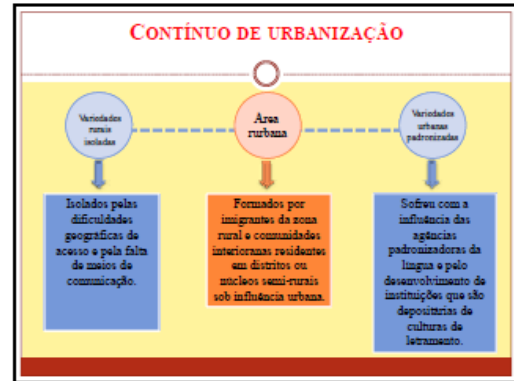 CONTÍNUO DE URBANIZAÇÃO
Variedades
rurais
isoladas
Área
rurbana
Variedades
urbanas
padronizadas
Isolados pelas
dificuldades
geográficas de
acesso e pela falta
de meios de
comunicação.
Formados por
imigrantes da zona
rural e comunidades
interioranas residentes
em distritos ou
núcleos semi-rurais
sob influência urbana.
Sofreu com a
influência das
agências
padronizadoras da
língua e pelo
desenvolvimento de
instituições que são
depositárias de
culturas de
letramento.